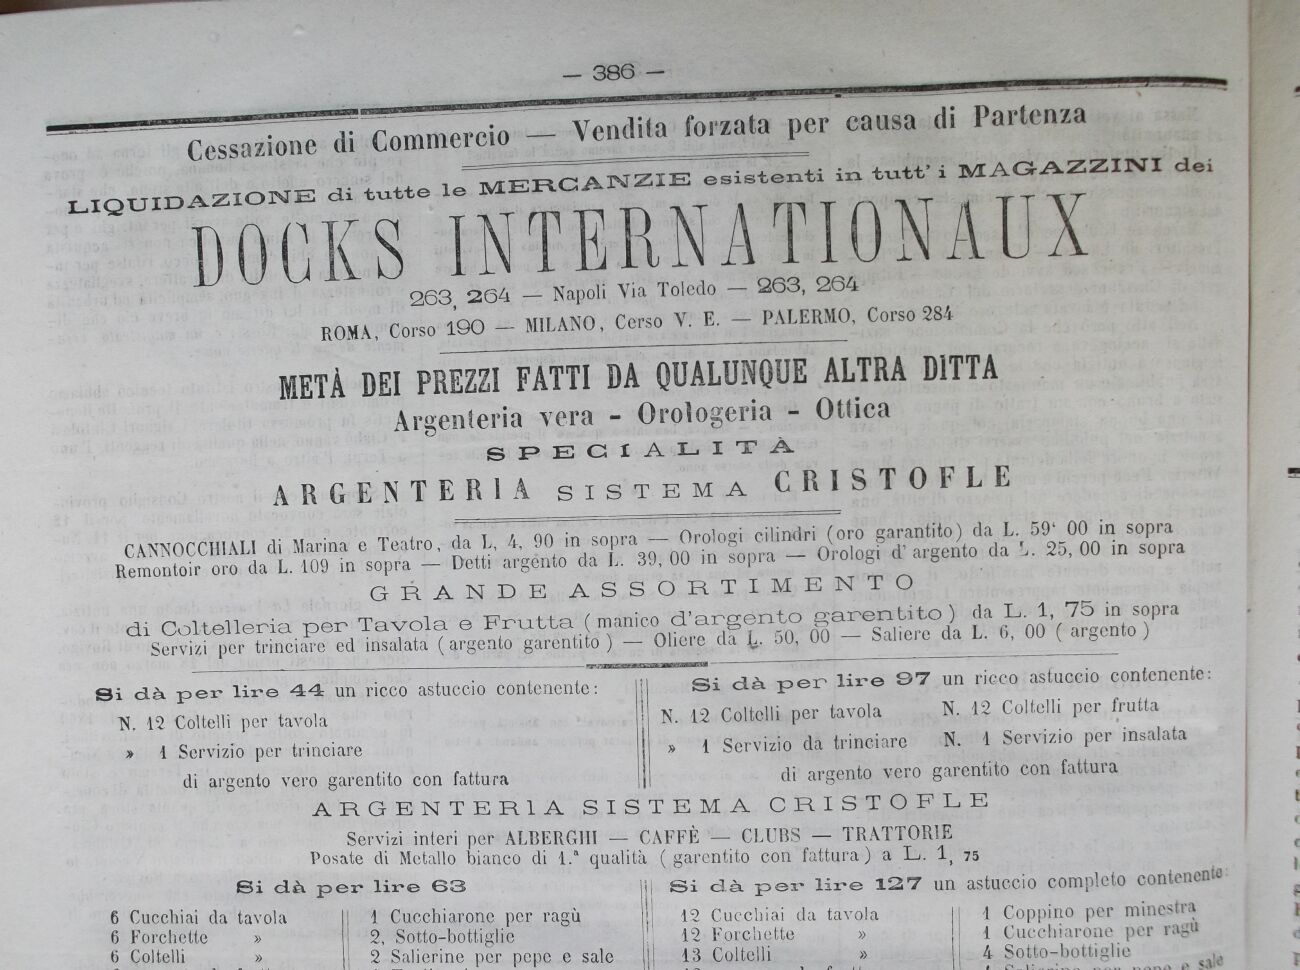 — 386 —
Cessazione di Commercio — Vendita forzata per causa di Partenza
LIQUIDAZIONE di tutte le MERCANZIE esistenti in tutt' i MAGAZZINI dei
DOCKS INTERNATIONAUX
263, 264 — Napoli Via Toledo — 263, 264
ROMA, Corso 190 — MILANO, Cerso V. E. — PALERMO, Corso 284
METÀ DEI PREZZI FATTI DA QUALUNQUE ALTRA DITTA
Argenteria vera - Orologeria - Ottica
SPECIALITÀ
ARGENTERIA SISTEMA CRISTOFLE
CANNOCCHIALI di Marina e Teatro, da L, 4, 90 in sopra — Orologi cilindri (oro garantito) da L. 59' 00 in sopra
Remontoir oro da L. 109 in sopra — Detti argento da L. 39, 00 in sopra — Orologi d'argento da L. 25, 00 in sopra
GRANDE ASSORTIMENTO
di Coltelleria per Tavola e Frutta (manico d'argento garentito) da L. 1, 75 in sopra
Servizi per trinciare ed insalata (argento garentito) — Oliere da L. 50, 00 — Saliere da L. 6, 00 (argento)
Si dà per lire 44 un ricco astuccio contenente:
N. 12 Coltelli per tavola
» 1 Servizio per trinciare
di argento vero garentito con fattura
Si dà per lire 97 un ricco astuccio contenente:
N. 12 Coltelli per tavola N. 12 Coltelli per frutta
» 1 Servizio da trinciare N. 1 Servizio per insalata
di argento vero garentito con fattura
ARGENTERIA SISTEMA CRISTOFLE
Servizi interi per ALBERGHI — CAFFÈ — CLUBS — TRATTORIE
Posate di Metallo bianco di 1.ª qualità (garentito con fattura) a L. 1, 75
Si dà per lire 63
6 Cucchiai da tavola
6 Forchette »
6 Coltelli »
1 Cucchiarone per ragù
2, Sotto-bottiglie
2 Salierine per pepe e sale
Si dà per lire 127 un astuccio completo contenente:
12 Cucchiai da tavola
12 Forchette »
13 Coltelli »
1 Coppino per minestra
1 Cucchiarone per ragù
4 Sotto-bottiglie